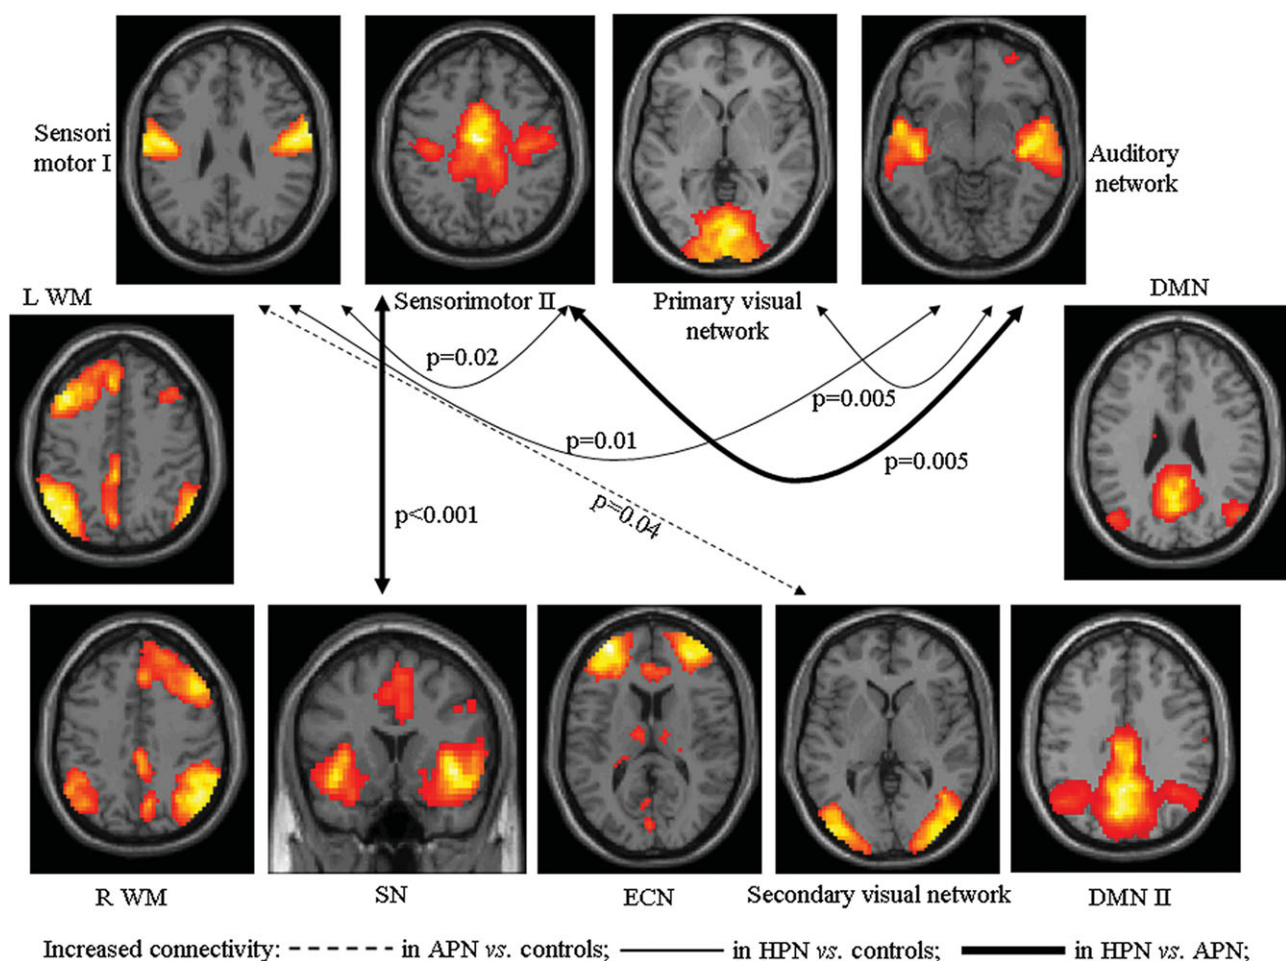 Sensori
motor I
Auditory
network
L WM
Sensorimotor II
Primary visual
network
DMN
p=0.02
p=0.005
p=0.01
p=0.005
p<0.001
p=0.04
R WM
SN
ECN
Secondary visual network
DMN II
Increased connectivity: in APN vs. controls; in HPN vs. controls; in HPN vs. APN;